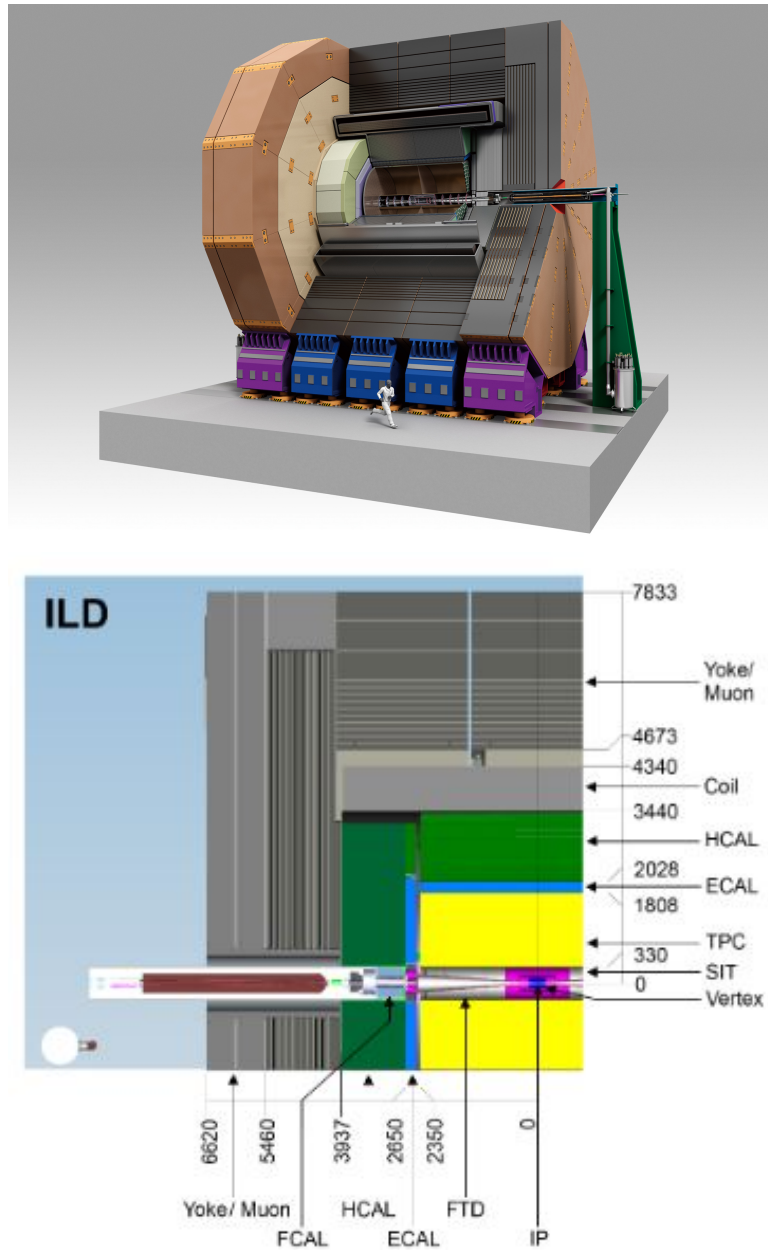 ILD
7833
Yoke/
Muon
4673
4340
Coil
3440
HCAL
2028
ECAL
1808
TPC
330
SIT
0
Vertex
6620
5460
3937
2650
2350
0
Yoke/ Muon
HCAL
FTD
FCAL
ECAL
IP